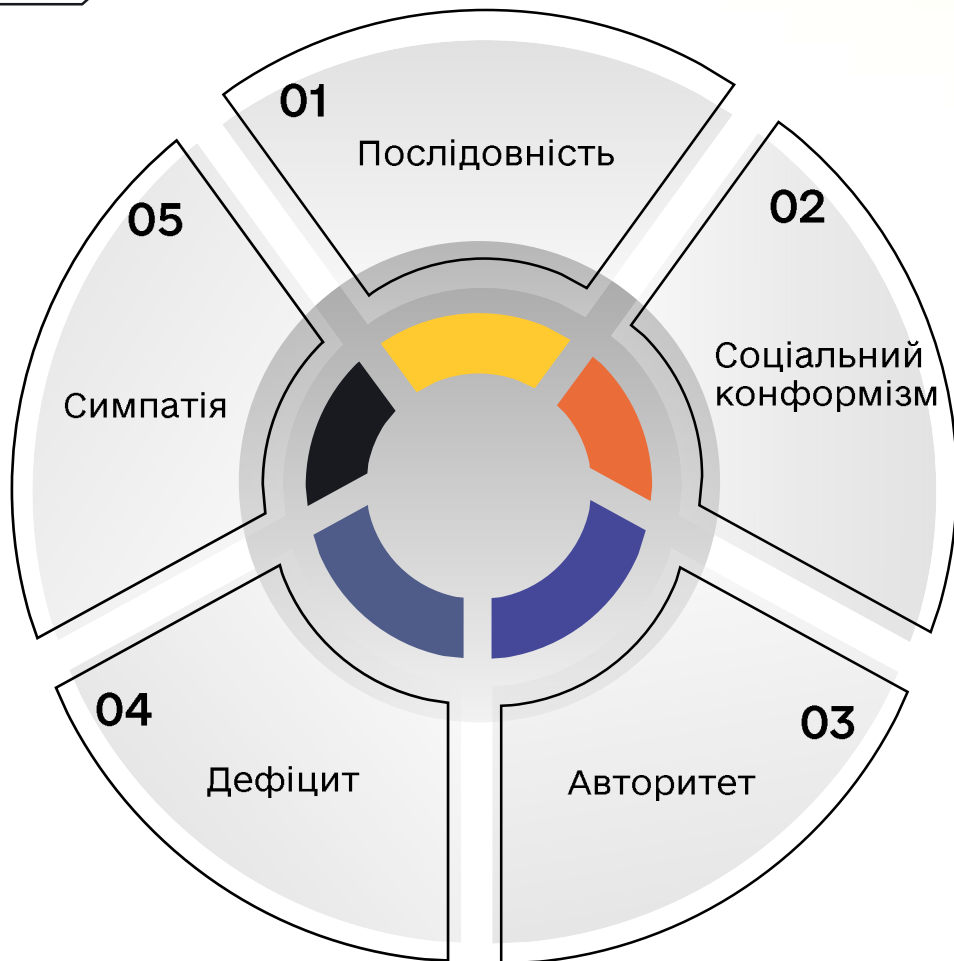 01
Послідовність
02
Соціальний
конформізм
03
Авторитет
04
Дефіцит
05
Симпатія